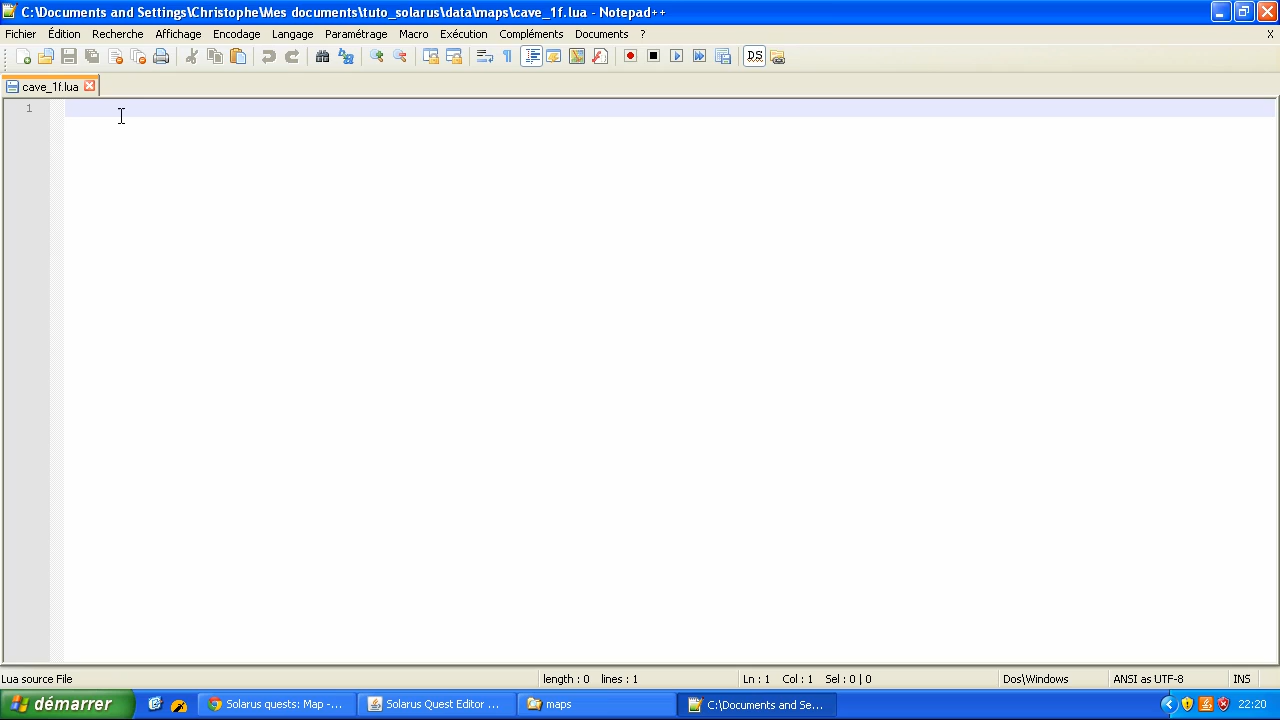 C:\Documents and Settings\Christophe\Mes documents\tuto_solarus\data\maps\cave_1f.lua - Notepad++
Fichier Édition Recherche Affichage Encodage Langage Paramétrage Macro Exécution Compléments Documents ? X
DS
cave_1f.lua
1
Lua source File length : 0 lines : 1 Ln : 1 Col : 1 Sel : 0 | 0 Dos\Windows ANSI as UTF-8 INS
démarrer Solarus quests: Map -... Solarus Quest Editor ... maps C:\Documents and Se... 22:20